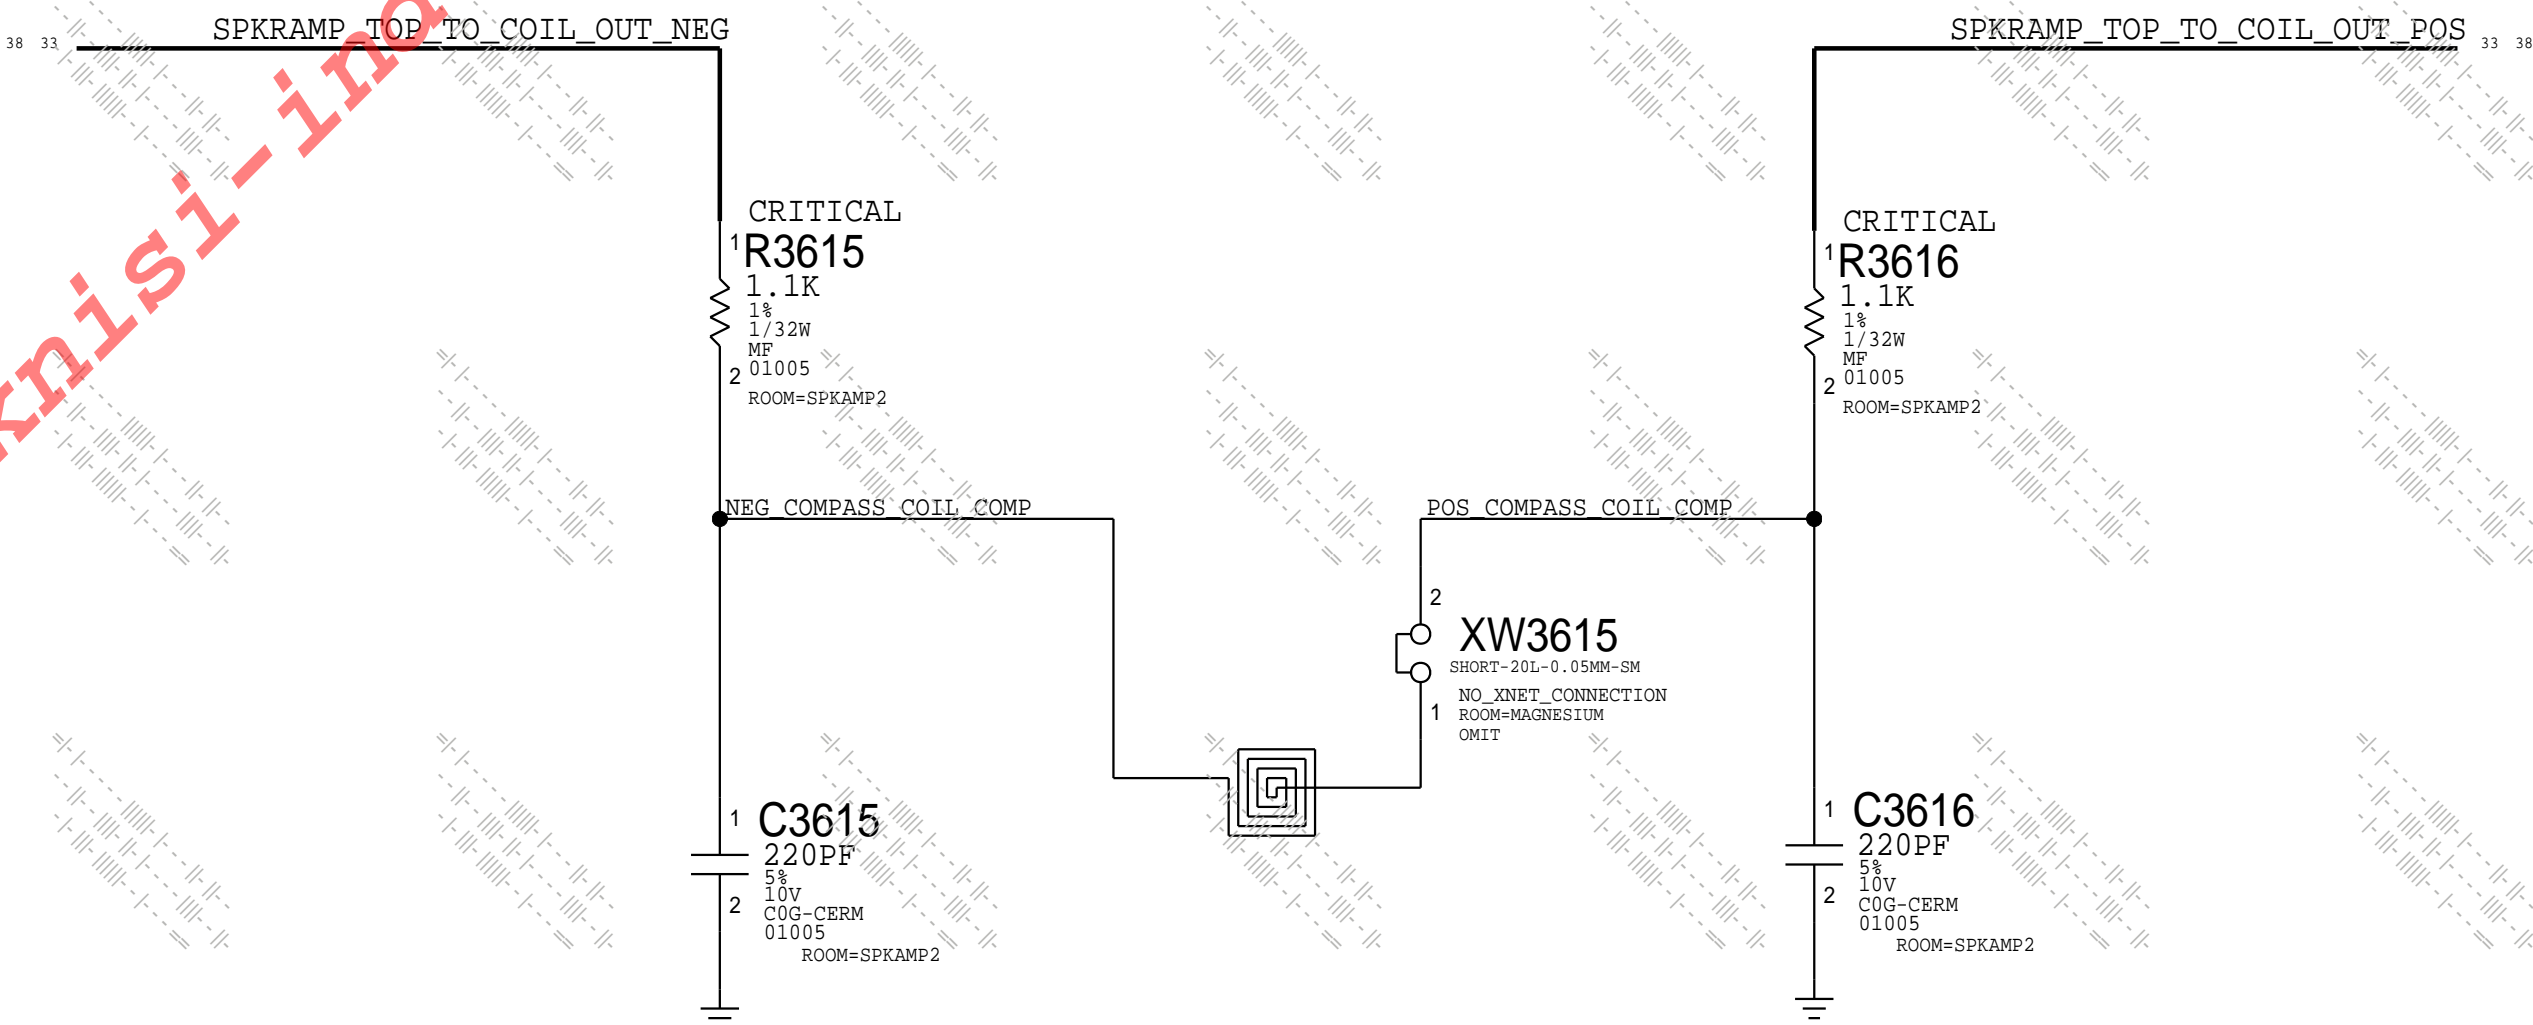 SPKRAMP_TOP_TO_COIL_OUT_NEG
38 33
SPKRAMP_TOP_TO_COIL_OUT_POS
33 38
knisi-ind
CRITICAL
1
R3615
1.1K
1%
1/32W
MF
01005
2
ROOM=SPKAMP2
CRITICAL
1
R3616
1.1K
1%
1/32W
MF
01005
2
ROOM=SPKAMP2
NEG_COMPASS_COIL_COMP
POS_COMPASS_COIL_COMP
2
XW3615
SHORT-20L-0.05MM-SM
NO_XNET_CONNECTION
1
ROOM=MAGNESIUM
OMIT
1
C3615
220PF
5%
10V
2
C0G-CERM
01005
ROOM=SPKAMP2
1
C3616
220PF
5%
10V
2
C0G-CERM
01005
ROOM=SPKAMP2